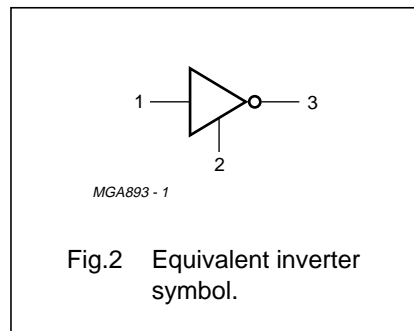 1
3
2
MGA893 - 1
Fig.2 Equivalent inverter
symbol.